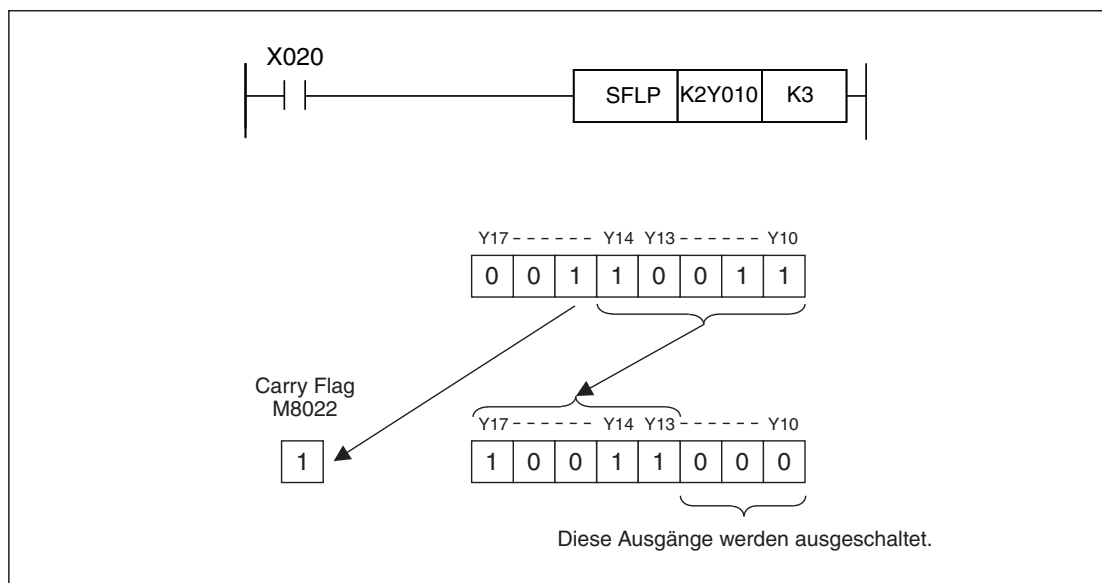 X020
SFLP K2Y010 K3
Y17 - - - - - - Y14 Y13 - - - - - - Y10
0 0 1 1 0 0 1 1
Carry Flag
M8022
Y17 - - - - - - Y14 Y13 - - - - - - Y10
1
1 0 0 1 1 0 0 0
Diese Ausgänge werden ausgeschaltet.